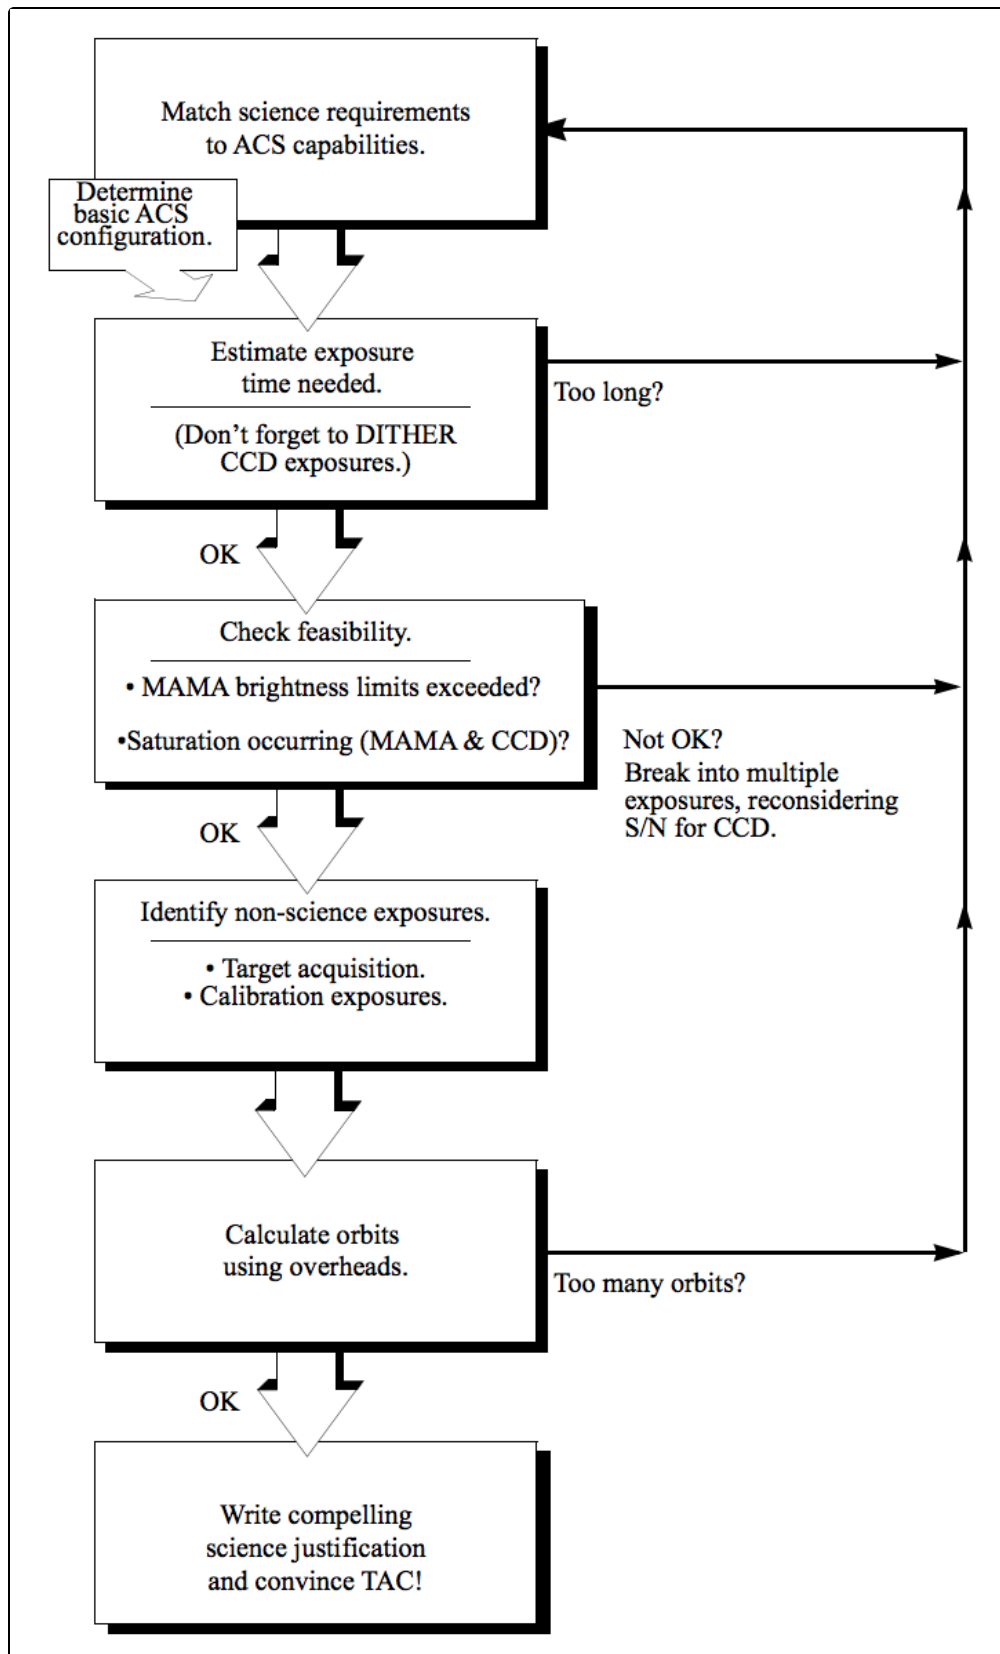 Match science requirements
to ACS capabilities.
Determine
basic ACS
configuration.
Estimate exposure
time needed.
(Don’t forget to DITHER
CCD exposures.)
Too long?
OK
Check feasibility.
• MAMA brightness limits exceeded?
•Saturation occurring (MAMA & CCD)?
Not OK?
Break into multiple
exposures, reconsidering
S/N for CCD.
OK
Identify non-science exposures.
• Target acquisition.
• Calibration exposures.
Calculate orbits
using overheads.
Too many orbits?
OK
Write compelling
science justification
and convince TAC!